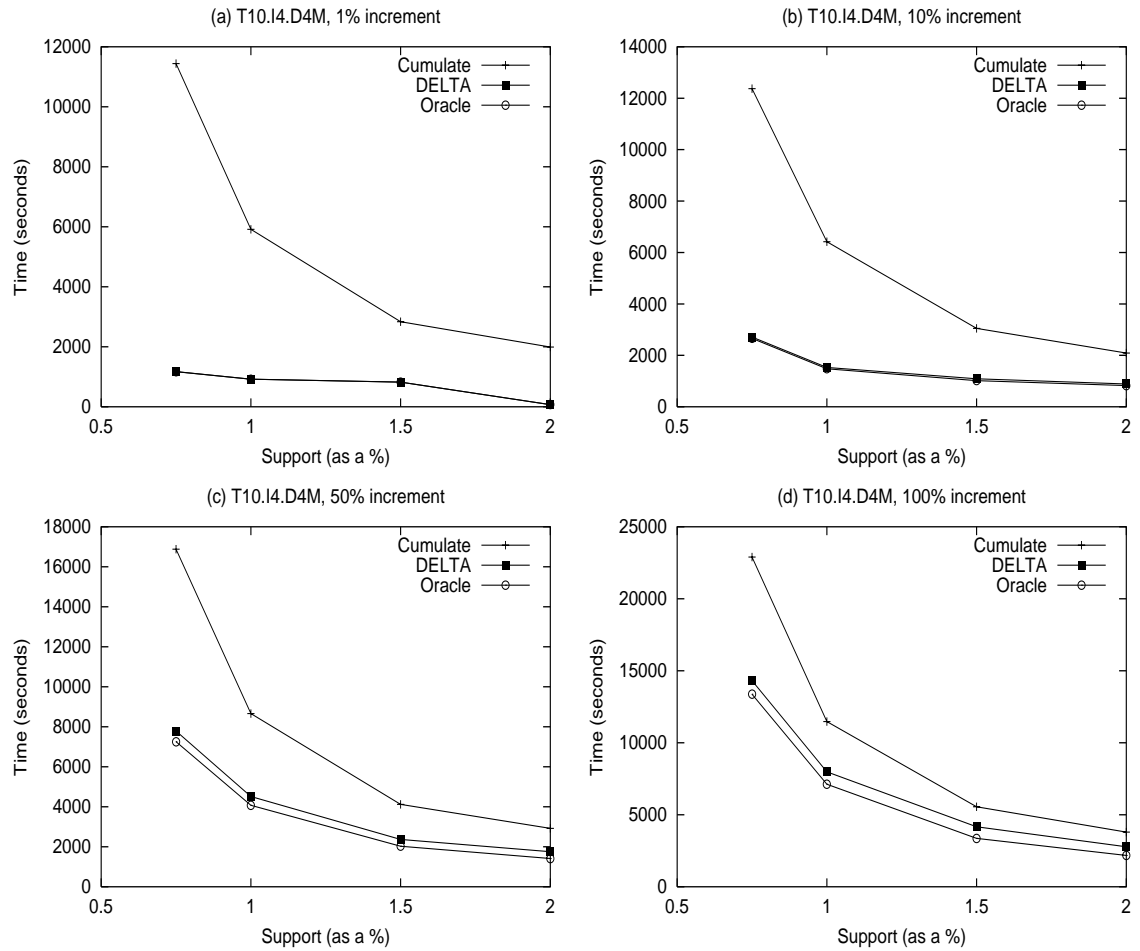 (a) T10.I4.D4M, 1% increment
12000
10000
8000
6000
4000
2000
0
Time (seconds)
Cumulate
DELTA
Oracle
0.5
1
1.5
2
Support (as a %)
(b) T10.I4.D4M, 10% increment
14000
12000
10000
8000
6000
4000
2000
0
Time (seconds)
Cumulate
DELTA
Oracle
0.5
1
1.5
2
Support (as a %)
(c) T10.I4.D4M, 50% increment
18000
16000
14000
12000
10000
8000
6000
4000
2000
0
Time (seconds)
Cumulate
DELTA
Oracle
0.5
1
1.5
2
Support (as a %)
(d) T10.I4.D4M, 100% increment
25000
20000
15000
10000
5000
0
Time (seconds)
Cumulate
DELTA
Oracle
0.5
1
1.5
2
Support (as a %)